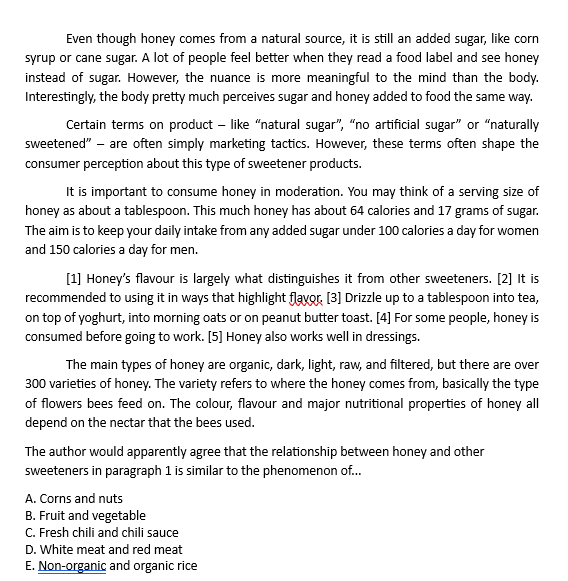 Even though honey comes from a natural source, it is still an added sugar, like corn
syrup or cane sugar. A lot of people feel better when they read a food label and see honey
instead of sugar. However, the nuance is more meaningful to the mind than the body.
Interestingly, the body pretty much perceives sugar and honey added to food the same way.
Certain terms on product – like “natural sugar”, “no artificial sugar” or “naturally
sweetened” – are often simply marketing tactics. However, these terms often shape the
consumer perception about this type of sweetener products.
It is important to consume honey in moderation. You may think of a serving size of
honey as about a tablespoon. This much honey has about 64 calories and 17 grams of sugar.
The aim is to keep your daily intake from any added sugar under 100 calories a day for women
and 150 calories a day for men.
[1] Honey’s flavour is largely what distinguishes it from other sweeteners. [2] It is
recommended to using it in ways that highlight flavor. [3] Drizzle up to a tablespoon into tea,
on top of yoghurt, into morning oats or on peanut butter toast. [4] For some people, honey is
consumed before going to work. [5] Honey also works well in dressings.
The main types of honey are organic, dark, light, raw, and filtered, but there are over
300 varieties of honey. The variety refers to where the honey comes from, basically the type
of flowers bees feed on. The colour, flavour and major nutritional properties of honey all
depend on the nectar that the bees used.
The author would apparently agree that the relationship between honey and other
sweeteners in paragraph 1 is similar to the phenomenon of...
A. Corns and nuts
B. Fruit and vegetable
C. Fresh chili and chili sauce
D. White meat and red meat
E. Non-organic and organic rice